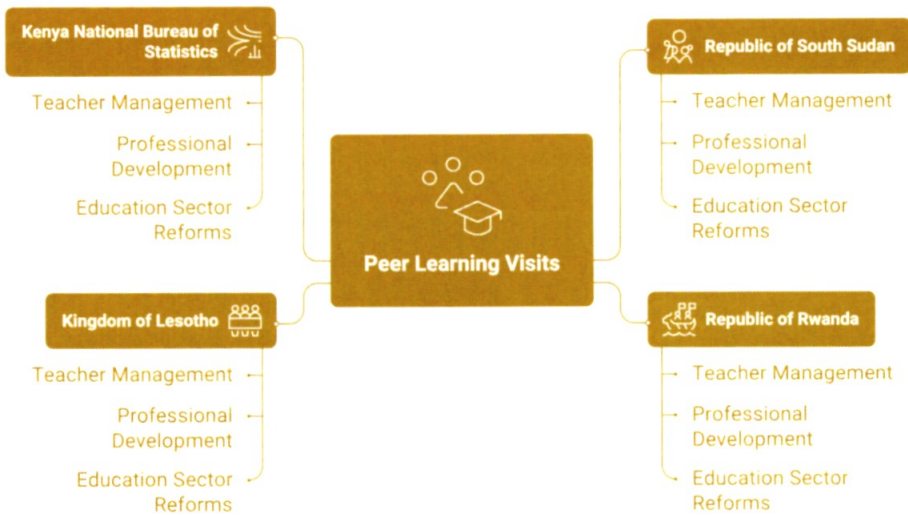 Kenya National Bureau of
Statistics
Teacher Management
Professional
Development
Education Sector
Reforms
Republic of South Sudan
Teacher Management
Professional
Development
Education Sector
Reforms
Peer Learning Visits
Kingdom of Lesotho
Teacher Management
Professional
Development
Education Sector
Reforms
Republic of Rwanda
Teacher Management
Professional
Development
Education Sector
Reforms